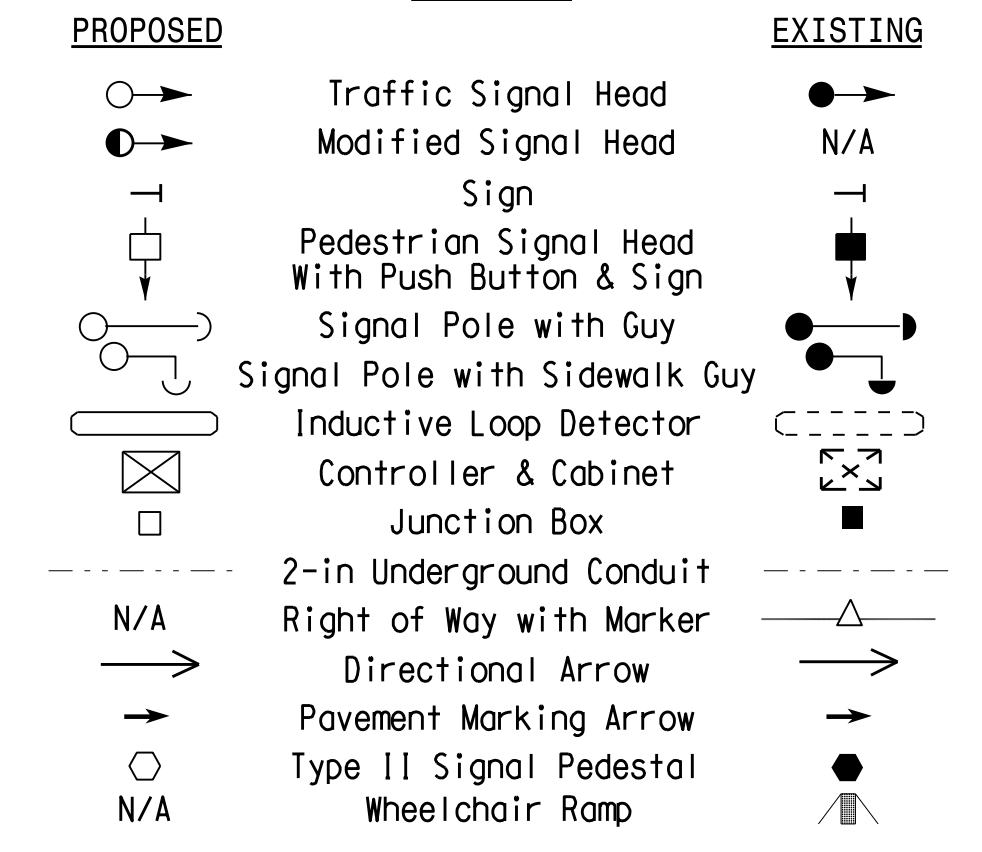 PROPOSED EXISTING
Traffic Signal Head
Modified Signal Head N/A
Sign
Pedestrian Signal Head
With Push Button & Sign
Signal Pole with Guy
Signal Pole with Sidewalk Guy
Inductive Loop Detector
Controller & Cabinet
Junction Box
2-in Underground Conduit
N/A Right of Way with Marker
Directional Arrow
Pavement Marking Arrow
Type II Signal Pedestal
N/A Wheelchair Ramp